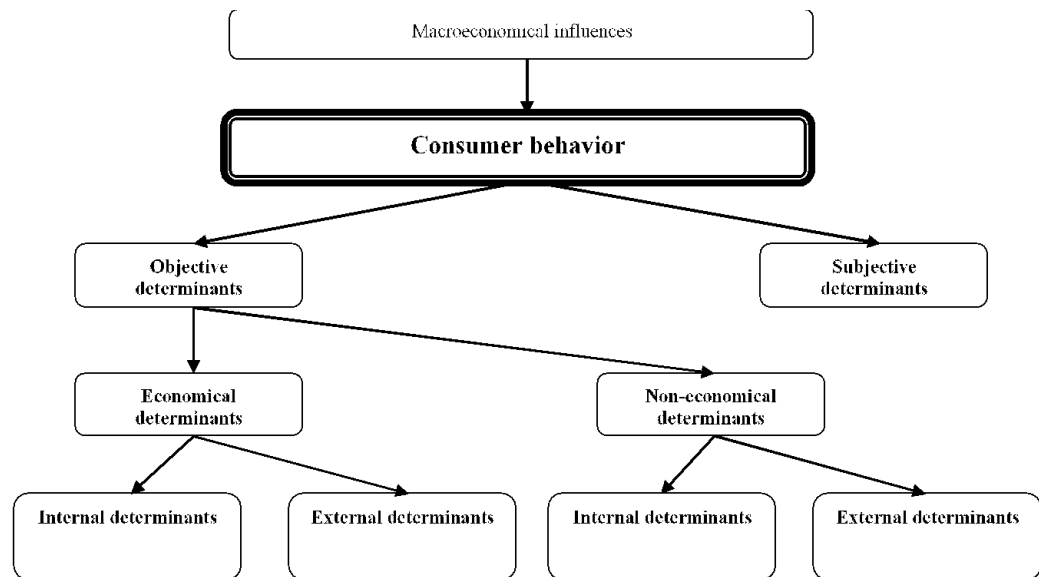 Macroeconomical influences
Consumer behavior
Objective
determinants
Subjective
determinants
Economical
determinants
Non-economical
determinants
Internal determinants
External determinants
Internal determinants
External determinants